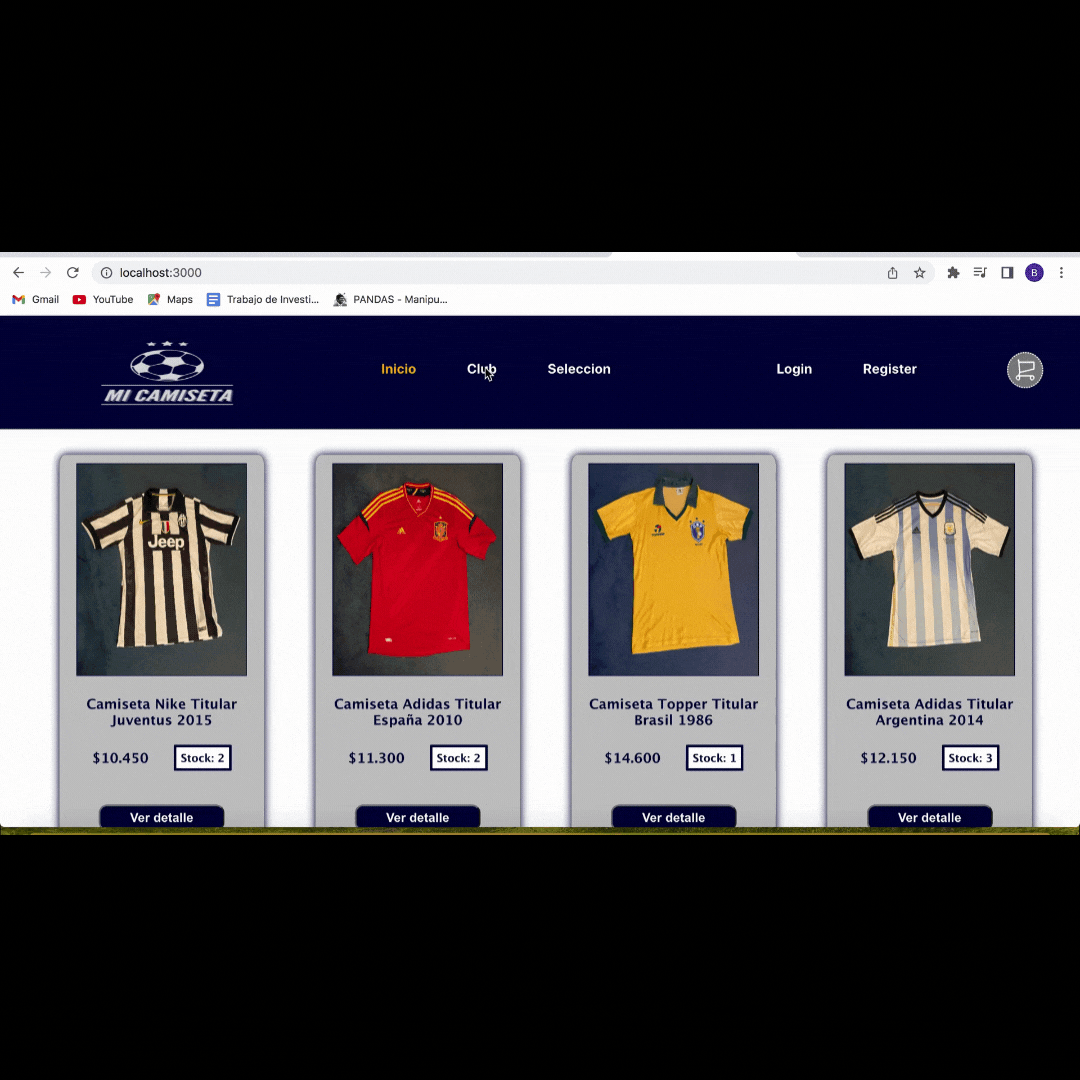 localhost:3000
B
Gmail YouTube Maps Trabajo de Investi... PANDAS - Manipu...
MI CAMISETA
Inicio Club Seleccion Login Register
Jeep
Camiseta Nike Titular
Juventus 2015
$10.450 Stock: 2
Ver detalle
Camiseta Adidas Titular
España 2010
$11.300 Stock: 2
Ver detalle
Camiseta Topper Titular
Brasil 1986
$14.600 Stock: 1
Ver detalle
Camiseta Adidas Titular
Argentina 2014
$12.150 Stock: 3
Ver detalle